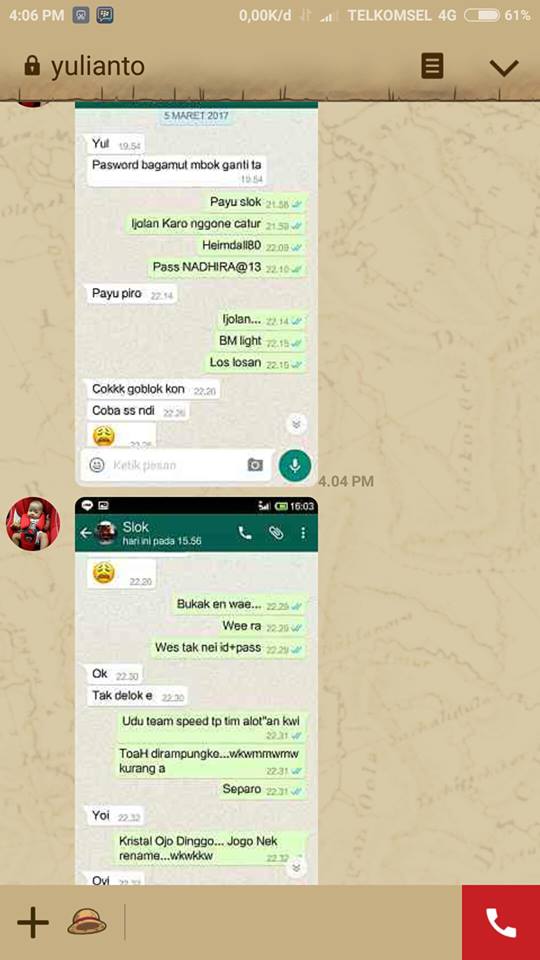 4:06 PM 0,00K/d TELKOMSEL 4G 61%
yulianto
5 MARET 2017
Yul 19.54
Pasword bagamut mbok ganti ta
19.54
Payu slok 21.58
Ijolan Karo nggone catur 21.59
Heimdall80 22.09
Pass NADHIRA@13 22.10
Payu piro 22.14
Ijolan... 22.14
BM light 22.15
Los losan 22.15
Cokkk goblok kon 22.26
Coba ss ndi 22.26
22.26
Ketik pesan
4.04 PM
16:03
Slok
hari ini pada 15.56
22.26
Bukak en wae... 22.29
Wee ra 22.29
Wes tak nei id+pass 22.29
Ok 22.30
Tak delok e 22.30
Udu team speed tp tim alot"an kwi
22.31
ToaH dirampungke...wkwmmwmw
kurang a 22.31
Separo 22.31
Yoi 22.32
Kristal Ojo Dinggo... Jogo Nek
rename...wkwkkw 22.32
Oyi 22.33